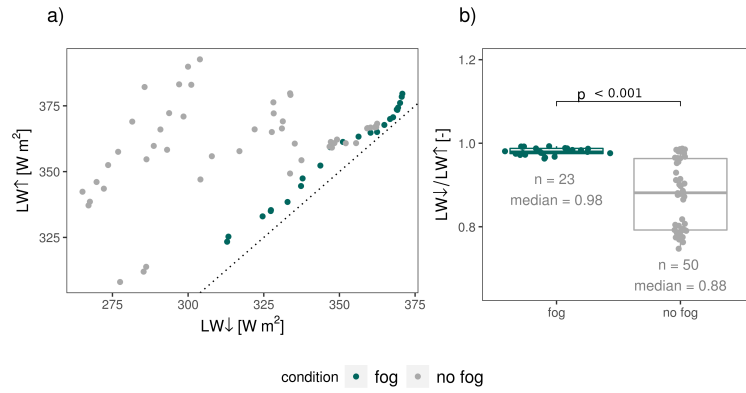 a)
LW↑ [W m²]
375
350
325
275
300
325
350
375
LW↓ [W m²]
b)
LW↓/LW↑ [-]
1.2
1.0
0.8
p < 0.001
n = 23
median = 0.98
n = 50
median = 0.88
fog
no fog
condition fog no fog